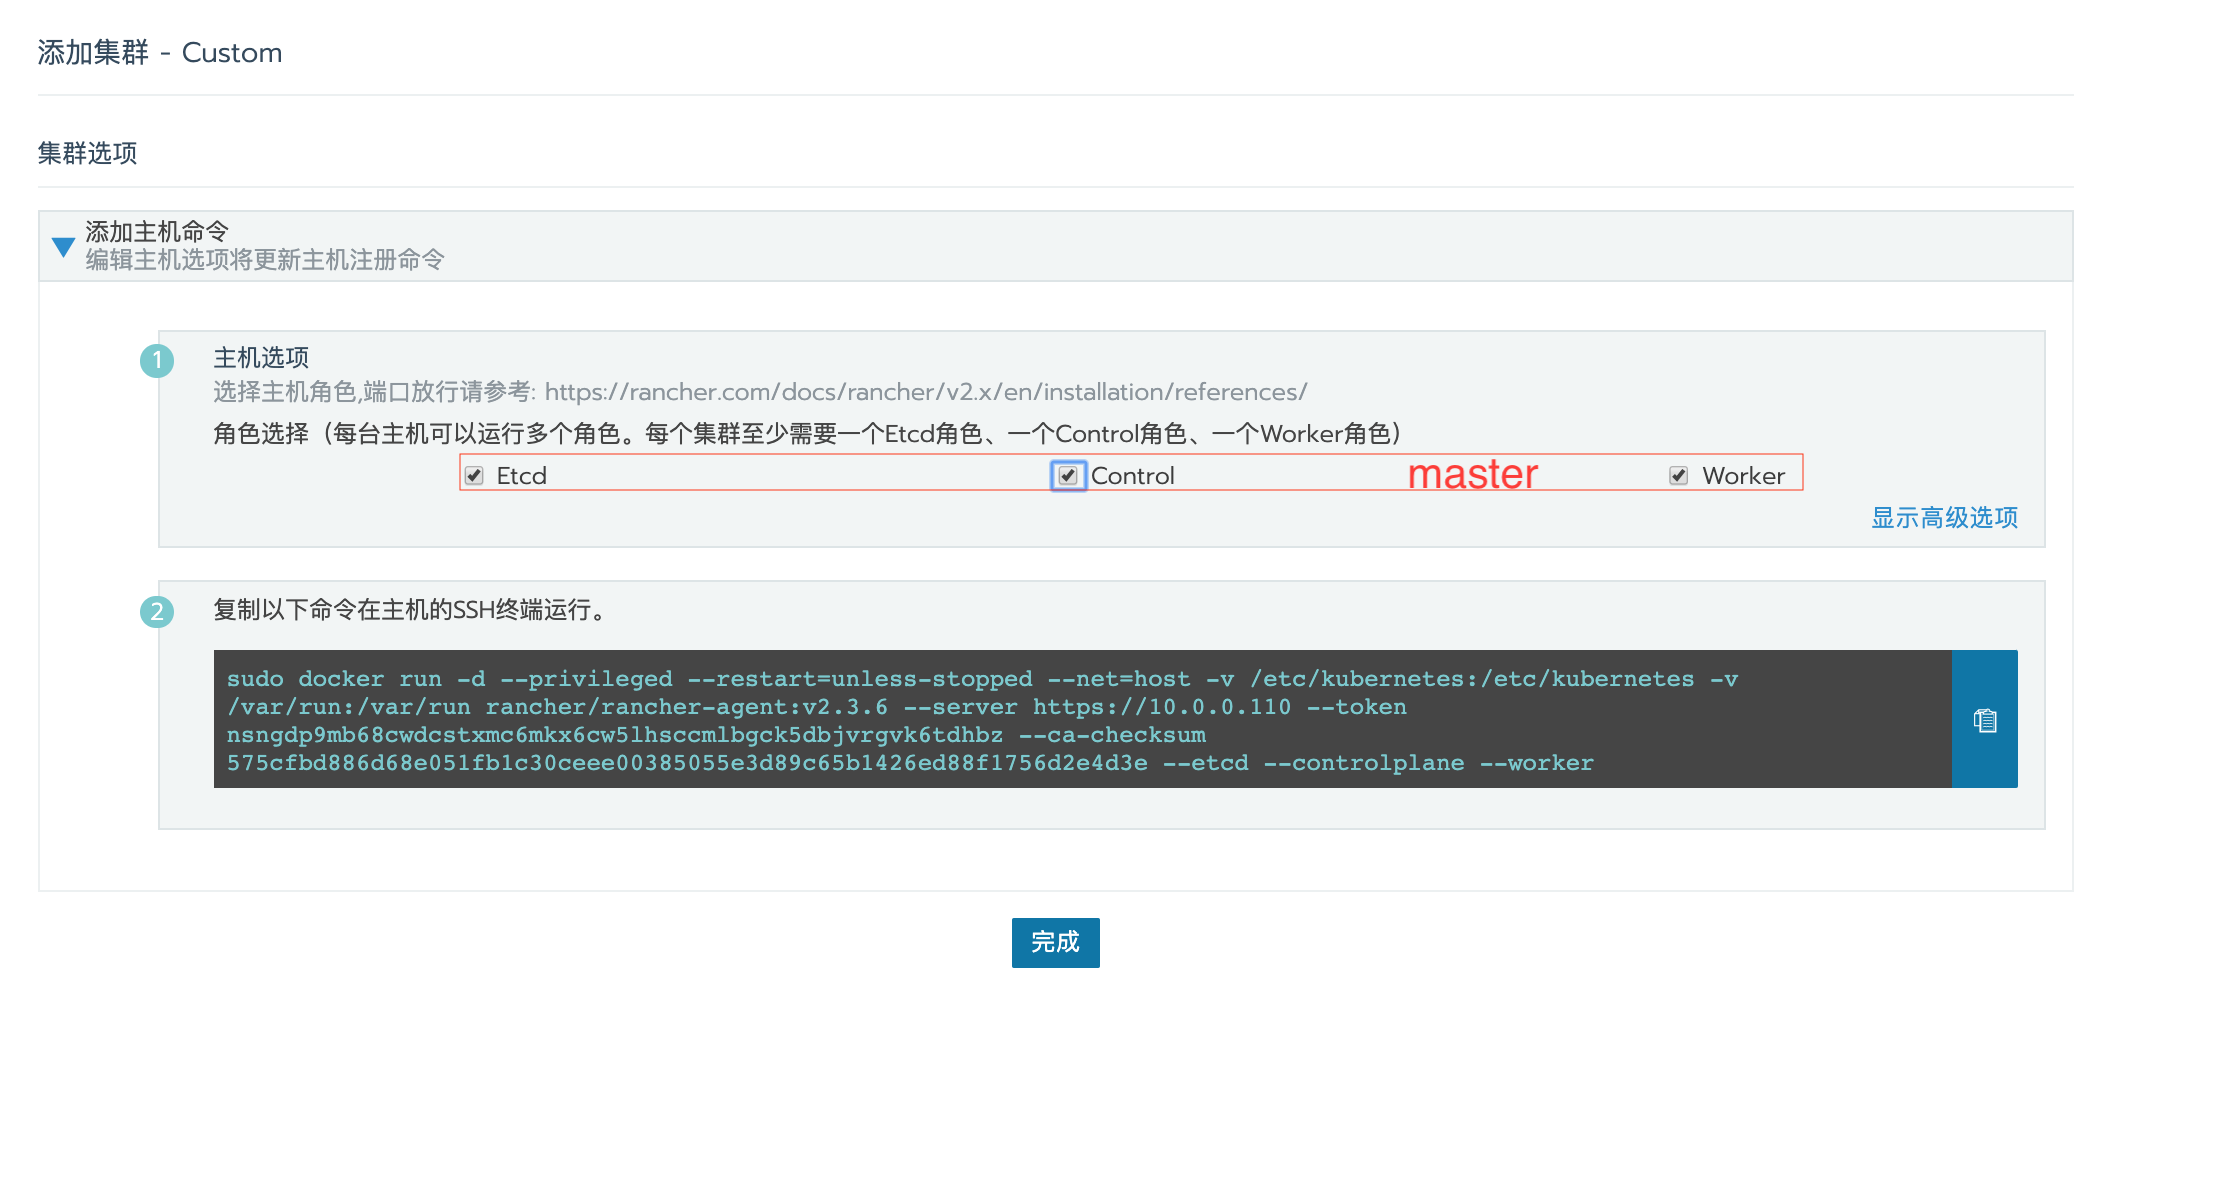 添加集群 - Custom
集群选项
添加主机命令
编辑主机选项将更新主机注册命令
1
主机选项
选择主机角色,端口放行请参考: https://rancher.com/docs/rancher/v2.x/en/installation/references/
角色选择（每台主机可以运行多个角色。每个集群至少需要一个Etcd角色、一个Control角色、一个Worker角色）
Etcd Control master Worker
显示高级选项
2
复制以下命令在主机的SSH终端运行。
sudo docker run -d --privileged --restart=unless-stopped --net=host -v /etc/kubernetes:/etc/kubernetes -v
/var/run:/var/run rancher/rancher-agent:v2.3.6 --server https://10.0.0.110 --token
nsngdp9mb68cwdcstxmc6mkx6cw5lhsccmlbgck5dbjvrgvk6tdhbz --ca-checksum
575cfbd886d68e051fb1c30ceee00385055e3d89c65b1426ed88f1756d2e4d3e --etcd --controlplane --worker
完成